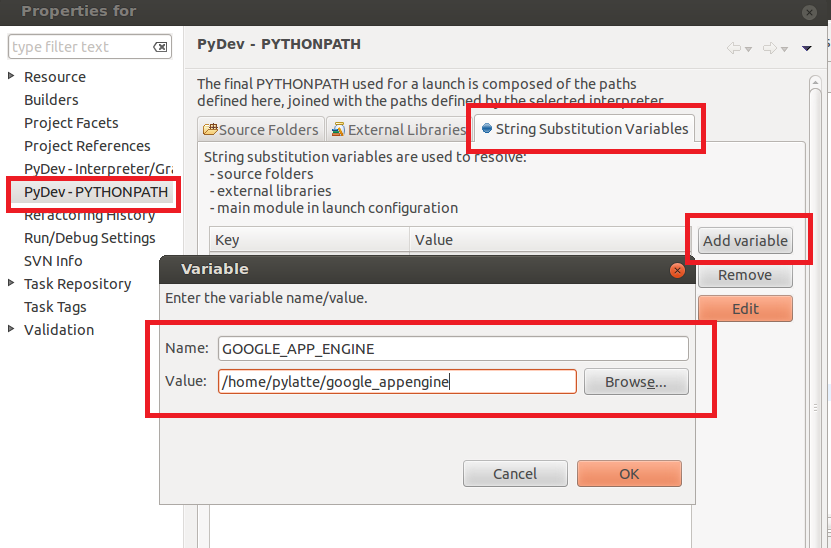 Properties for
type filter text
Resource
Builders
Project Facets
Project References
PyDev - Interpreter/Gra
PyDev - PYTHONPATH
Refactoring History
Run/Debug Settings
SVN Info
Task Repository
Task Tags
Validation
PyDev - PYTHONPATH
The final PYTHONPATH used for a launch is composed of the paths
defined here, joined with the paths defined by the selected interpreter.
Source Folders External Libraries String Substitution Variables
String substitution variables are used to resolve:
- source folders
- external libraries
- main module in launch configuration
Key Value
Add variable
Remove
Edit
Variable
Enter the variable name/value.
Name: GOOGLE_APP_ENGINE
Value: /home/pylatte/google_appengine Browse...
Cancel OK